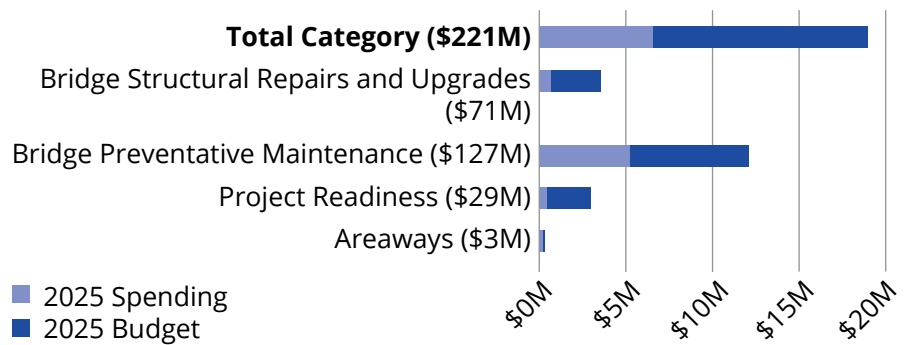 Total Category ($221M)
Bridge Structural Repairs and Upgrades
($71M)
Bridge Preventative Maintenance ($127M)
Project Readiness ($29M)
Areaways ($3M)
2025 Spending
2025 Budget
$0M
$5M
$10M
$15M
$20M